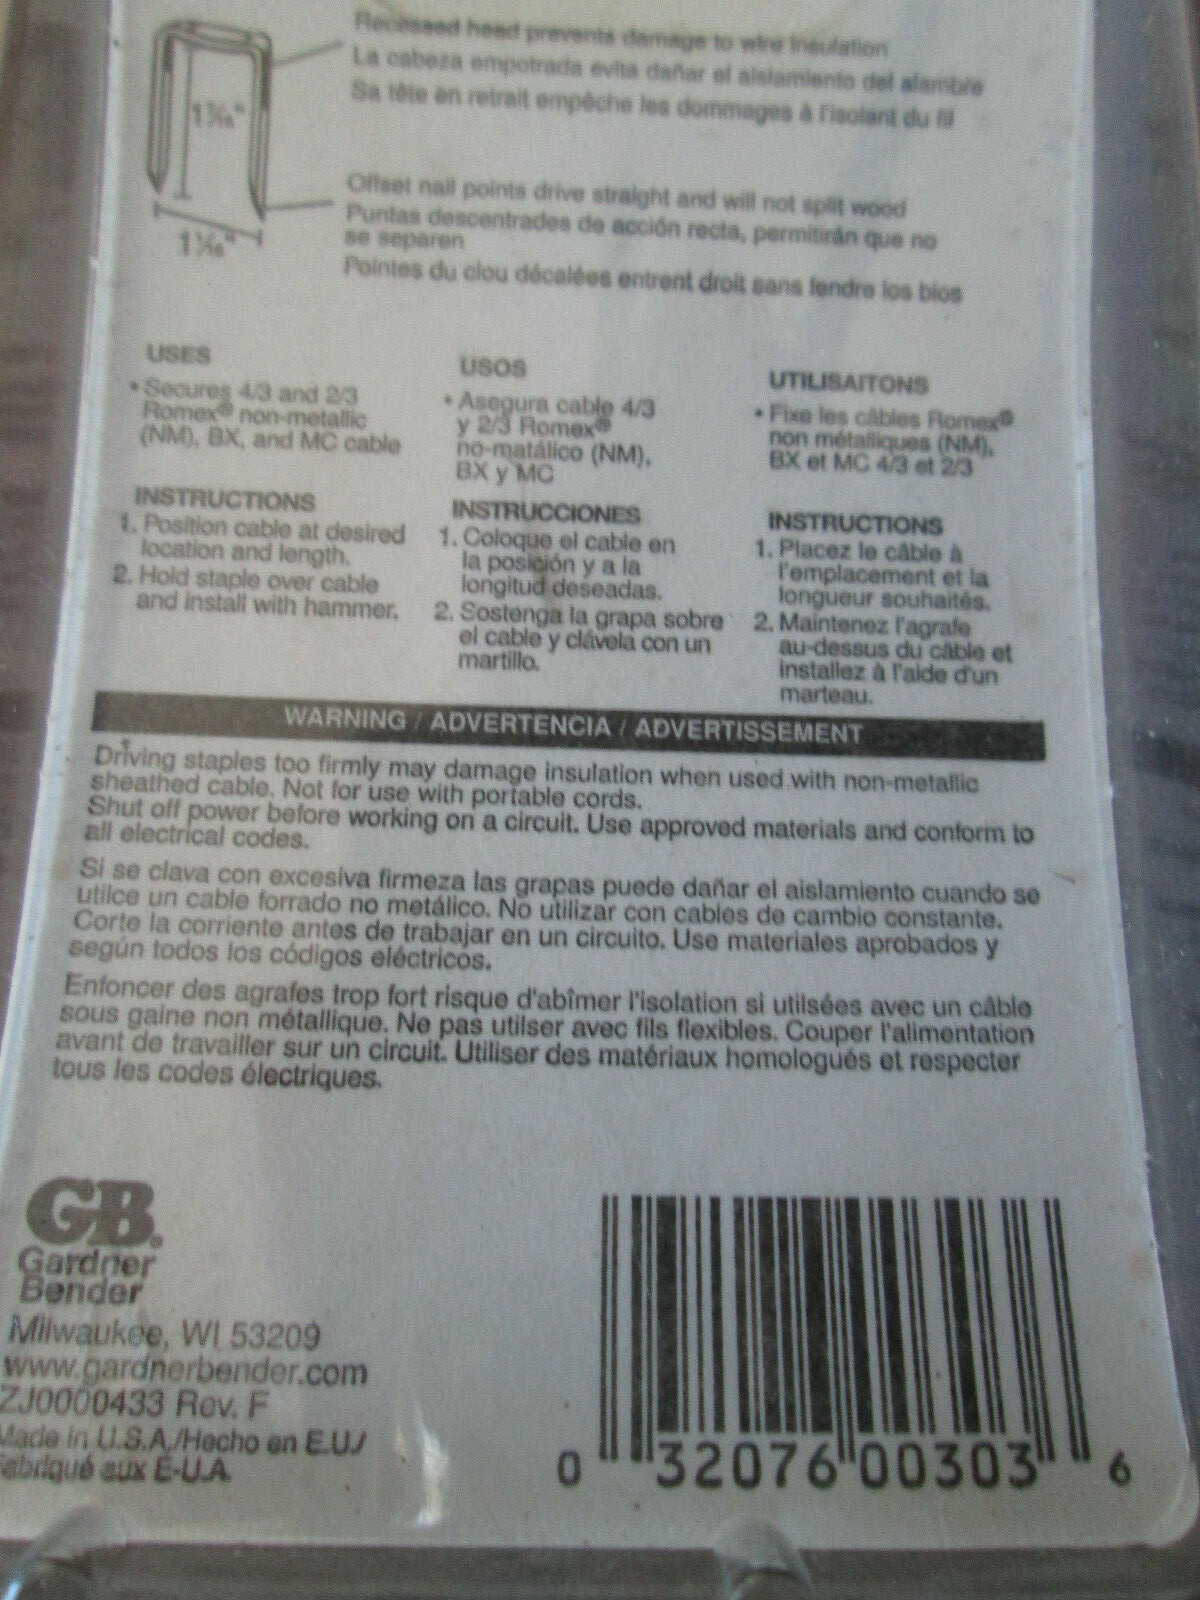 Recessed head prevents damage to wire insulation
La cabeza empotrada evita dañar el aislamiento del alambre
Sa tête en retrait empêche les dommages à l'isolant du fil
Offset nail points drive straight and will not split wood
Puntas descentrades de acción recta, permitirán que no
se separen
Pointes du clou décalées entrent droit sans fendre los bios
USES
• Secures 4/3 and 2/3
Romex® non-metallic
(NM), BX, and MC cable
INSTRUCTIONS
1. Position cable at desired
location and length.
2. Hold staple over cable
and install with hammer.
USOS
• Asegura cable 4/3
y 2/3 Romex®
no-matálico (NM),
BX y MC
INSTRUCCIONES
1. Coloque el cable en
la posición y a la
longitud deseadas.
2. Sostenga la grapa sobre
el cable y clávela con un
martillo.
UTILISAITONS
• Fixe les câbles Romex®
non métalliques (NM),
BX et MC 4/3 et 2/3
INSTRUCTIONS
1. Placez le câble à
l'emplacement et la
longueur souhaités.
2. Maintenez l'agrafe
au-dessus du câble et
installez à l'aide d'un
marteau.
WARNING / ADVERTENCIA / ADVERTISSEMENT
Driving staples too firmly may damage insulation when used with non-metallic
sheathed cable. Not for use with portable cords.
Shut off power before working on a circuit. Use approved materials and conform to
all electrical codes.
Si se clava con excesiva firmeza las grapas puede dañar el aislamiento cuando se
utilce un cable forrado no metálico. No utilizar con cables de cambio constante.
Corte la corriente antes de trabajar en un circuito. Use materiales aprobados y
según todos los códigos eléctricos.
Enfoncer des agrafes trop fort risque d'abîmer l'isolation si utilsées avec un câble
sous gaine non métallique. Ne pas utilser avec fils flexibles. Couper l'alimentation
avant de travailler sur un circuit. Utiliser des matériaux homologués et respecter
tous les codes électriques.
GB®
Gardner
Bender
Milwaukee, WI 53209
www.gardnerbender.com
ZJ0000433 Rev. F
Made in U.S.A./Hecho en E.U./
Fabriqué aux É-U.A.
0 32076 00303 6